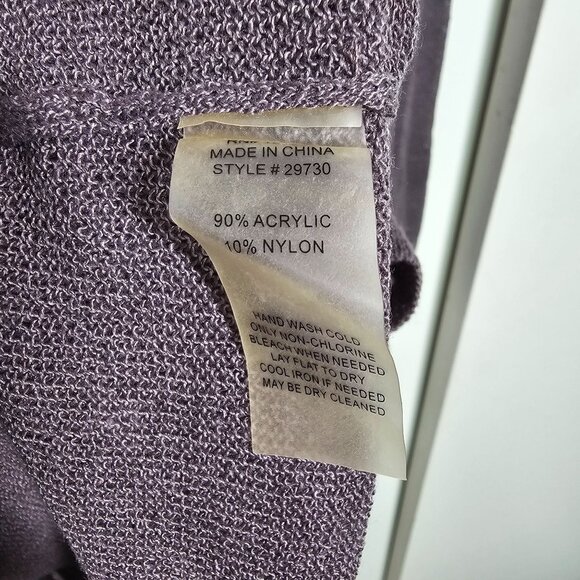 MADE IN CHINA
STYLE # 29730
90% ACRYLIC
10% NYLON
HAND WASH COLD
ONLY NON-CHLORINE
BLEACH WHEN NEEDED
LAY FLAT TO DRY
COOL IRON IF NEEDED
MAY BE DRY CLEANED